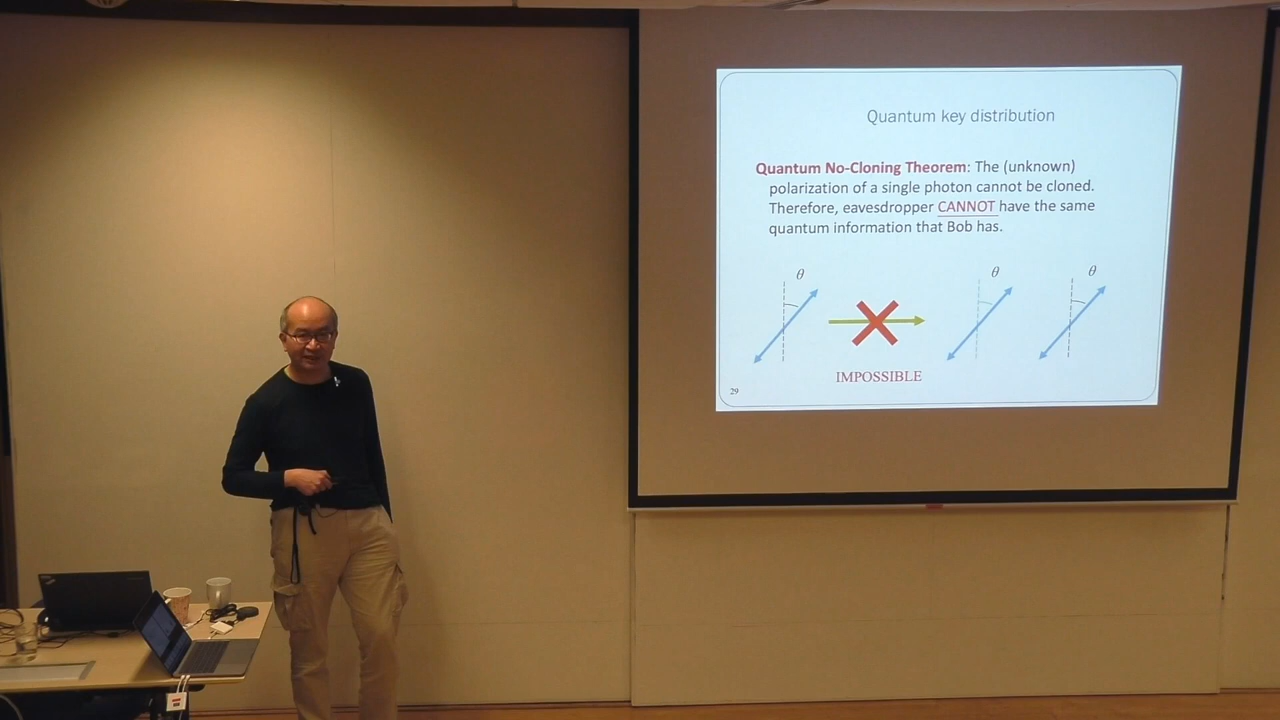 Quantum key distribution
Quantum No-Cloning Theorem: The (unknown)
polarization of a single photon cannot be cloned.
Therefore, eavesdropper CANNOT have the same
quantum information that Bob has.
θ
θ
θ
IMPOSSIBLE
29